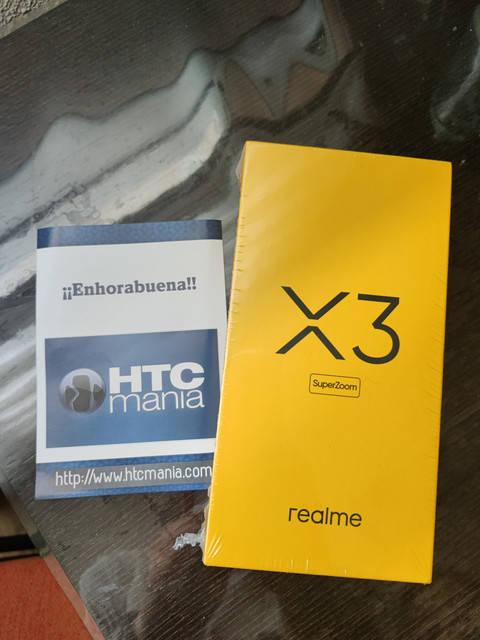 ¡¡Enhorabuena!!
HTC
mania
http://www.htcmania.com
X3
SuperZoom
realme